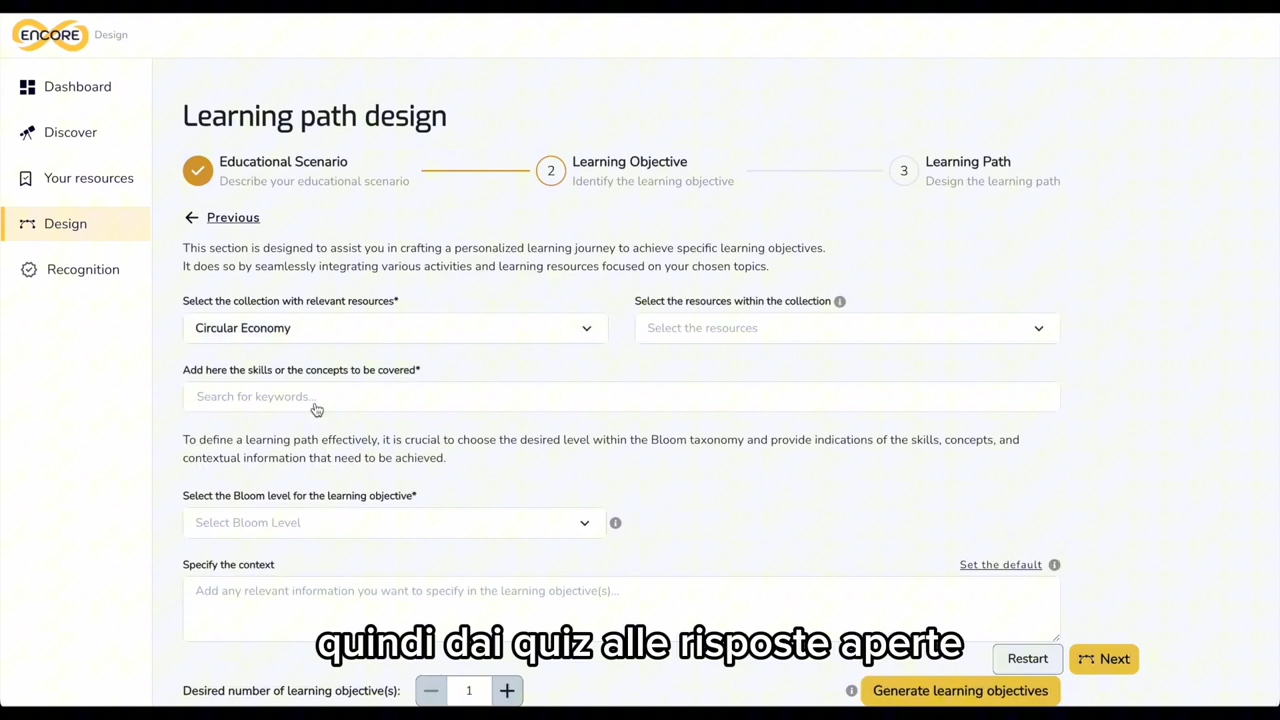 ENCORE Design
Dashboard
Discover
Your resources
Design
Recognition
Learning path design
Educational Scenario
Describe your educational scenario
2
Learning Objective
Identify the learning objective
3
Learning Path
Design the learning path
Previous
This section is designed to assist you in crafting a personalized learning journey to achieve specific learning objectives.
It does so by seamlessly integrating various activities and learning resources focused on your chosen topics.
Select the collection with relevant resources*
Circular Economy
Select the resources within the collection
Select the resources
Add here the skills or the concepts to be covered*
Search for keywords...
To define a learning path effectively, it is crucial to choose the desired level within the Bloom taxonomy and provide indications of the skills, concepts, and
contextual information that need to be achieved.
Select the Bloom level for the learning objective*
Select Bloom Level
Specify the context
Set the default
Add any relevant information you want to specify in the learning objective(s)...
quindi dai quiz alle risposte aperte
Restart
Next
Desired number of learning objective(s):
1
Generate learning objectives